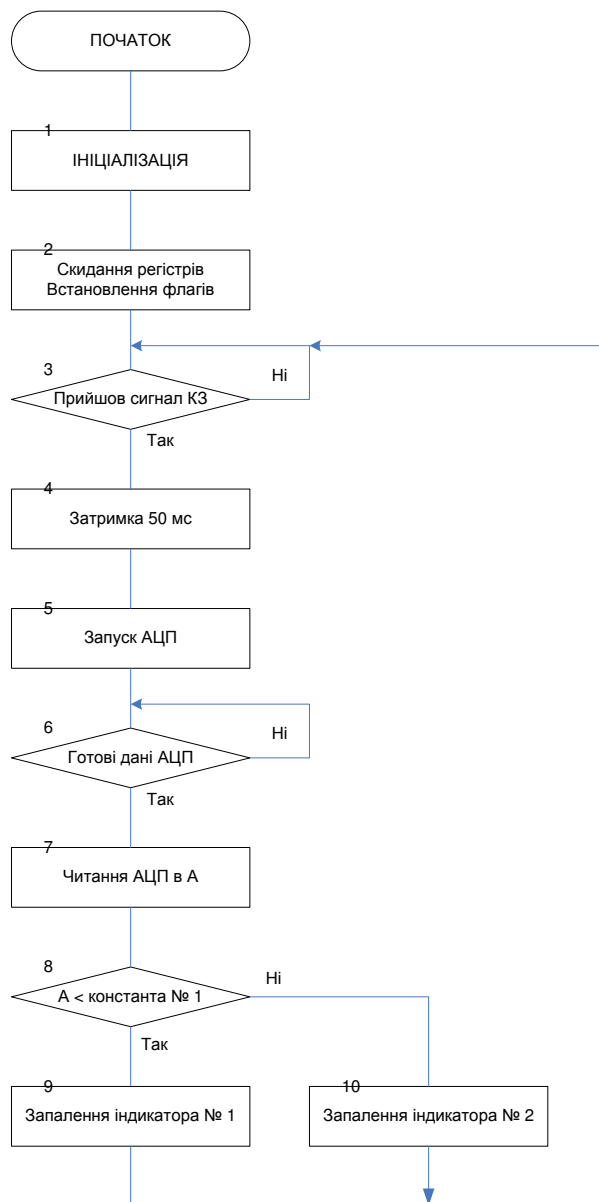 ПОЧАТОК
1
ІНІЦІАЛІЗАЦІЯ
2
Скидання регістрів
Встановлення флагів
3
Прийшов сигнал КЗ
Ні
Так
4
Затримка 50 мс
5
Запуск АЦП
6
Готові дані АЦП
Ні
Так
7
Читання АЦП в А
8
А < константа № 1
Ні
Так
9
Запалення індикатора № 1
10
Запалення індикатора № 2